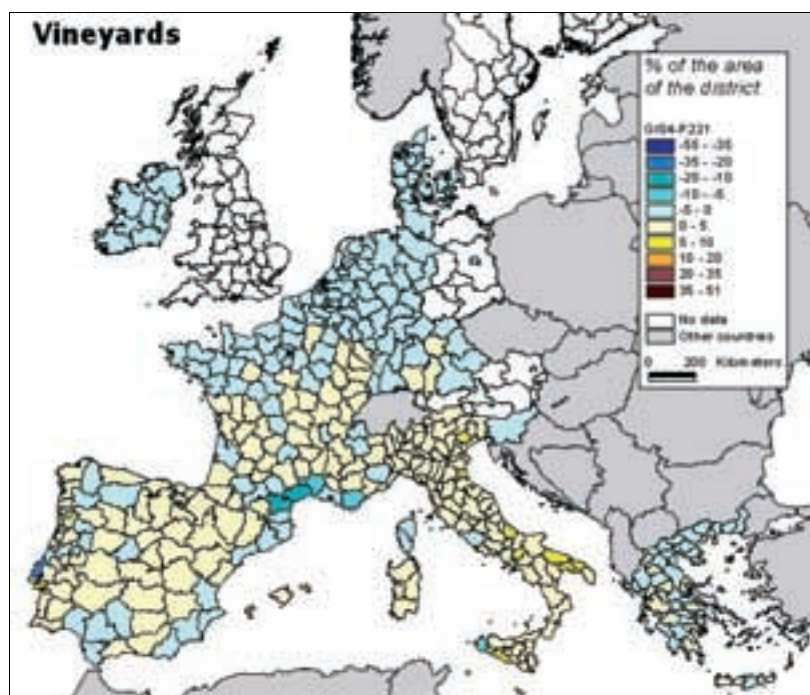 Vineyards
% of the area
of the district
-55 - -35
-35 - -20
-20 - -10
-10 - -5
-5 - 0
0 - 5
5 - 10
10 - 20
20 - 35
35 - 51
No data
Other countries
0 200 Kilometers